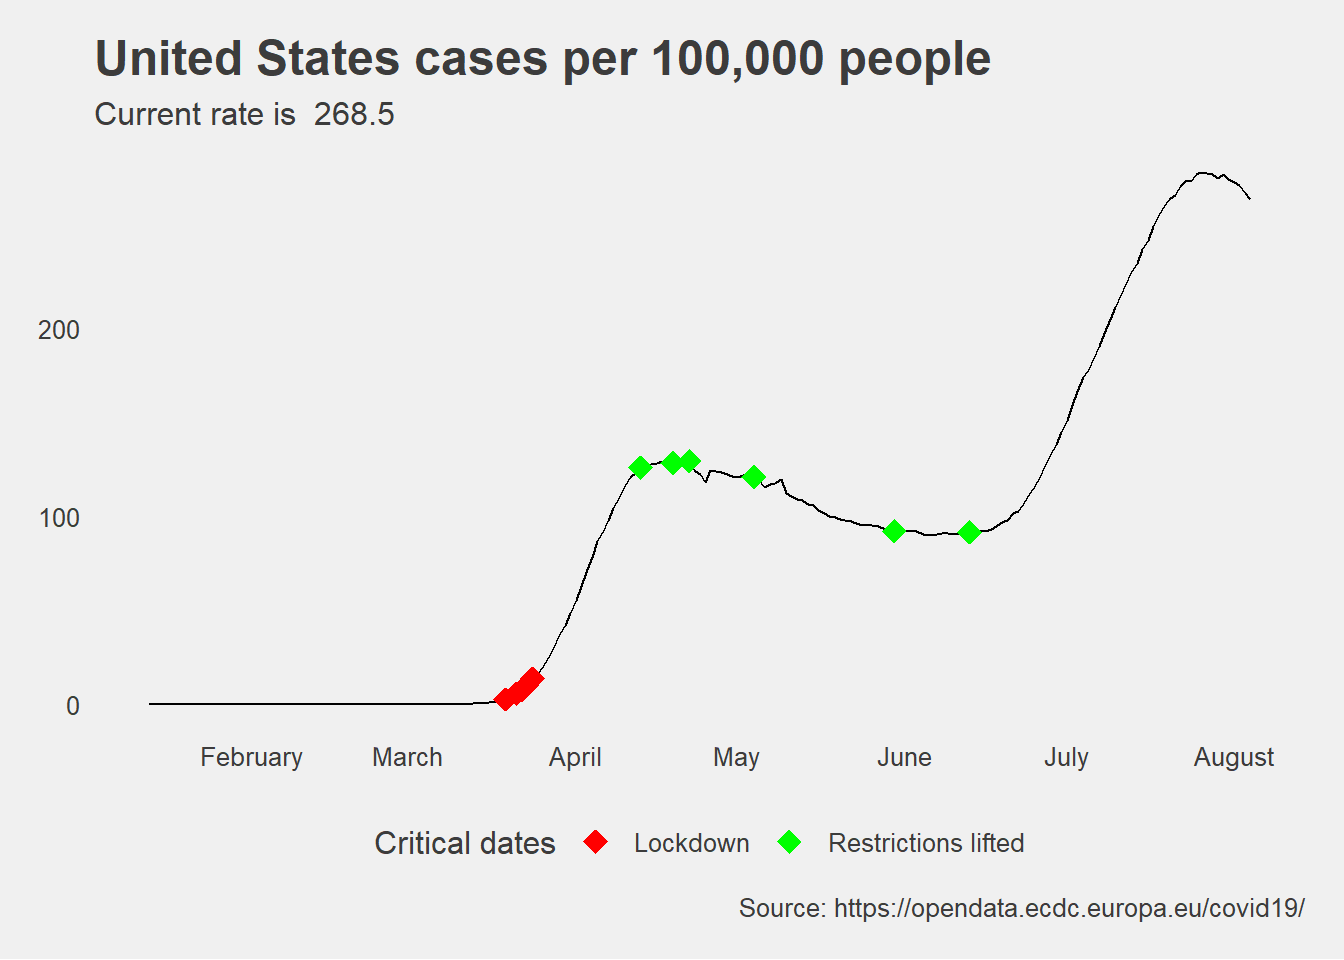 United States cases per 100,000 people
Current rate is  268.5
200
100
0
February March April May June July August
Critical dates Lockdown Restrictions lifted
Source: https://opendata.ecdc.europa.eu/covid19/